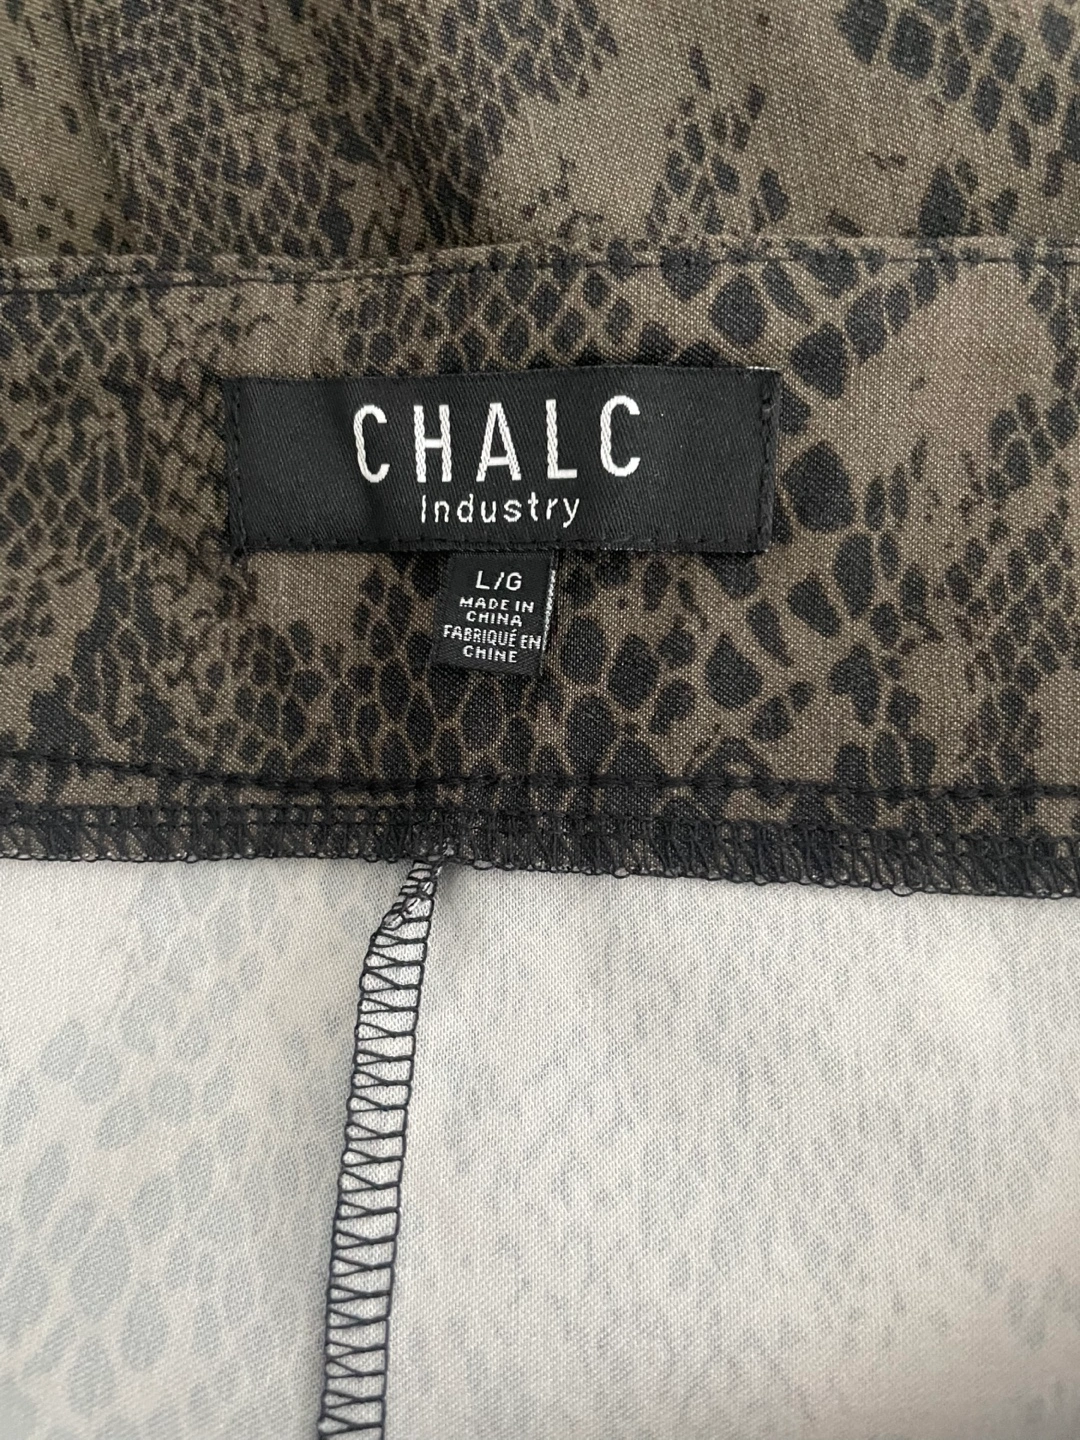 CHALC
Industry
L/G
MADE IN
CHINA
FABRIQUÉ EN
CHINE